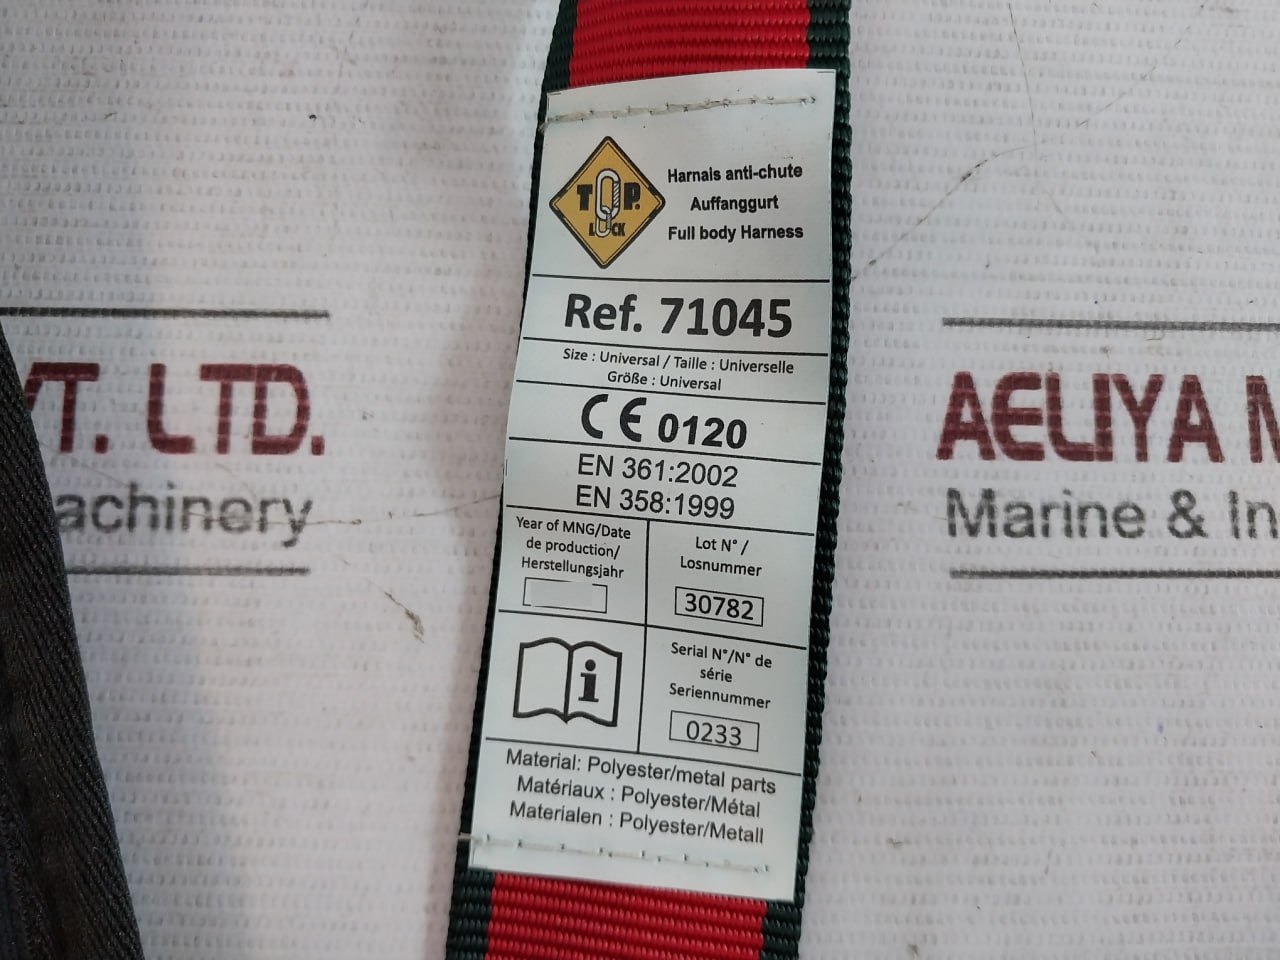 TOP.
LOCK
Harnais anti-chute
Auffanggurt
Full body Harness
Ref. 71045
Size : Universal / Taille : Universelle
Größe : Universal
CE 0120
EN 361:2002
EN 358:1999
Year of MNG/Date
de production/
Herstellungsjahr
Lot N° /
Losnummer
30782
i
Serial N°/N° de
série
Seriennummer
0233
Material: Polyester/metal parts
Matériaux : Polyester/Métal
Materialen : Polyester/Metall
VT. LTD.
achinery
AELIYA M
Marine & In